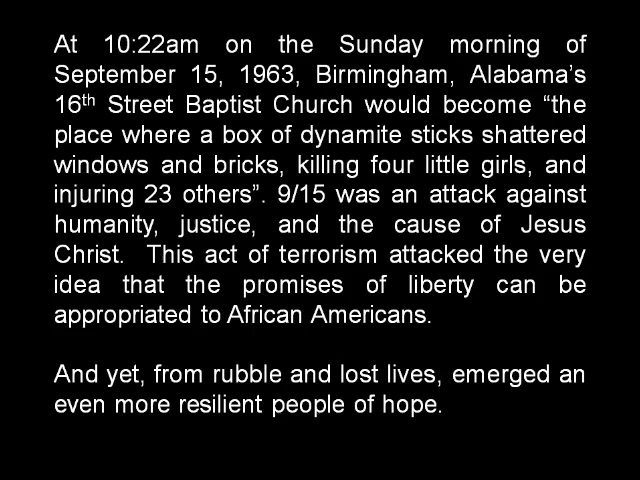 At 10:22am on the Sunday morning of
September 15, 1963, Birmingham, Alabama’s
16th Street Baptist Church would become “the
place where a box of dynamite sticks shattered
windows and bricks, killing four little girls, and
injuring 23 others”. 9/15 was an attack against
humanity, justice, and the cause of Jesus
Christ.  This act of terrorism attacked the very
idea that the promises of liberty can be
appropriated to African Americans.

And yet, from rubble and lost lives, emerged an
even more resilient people of hope.